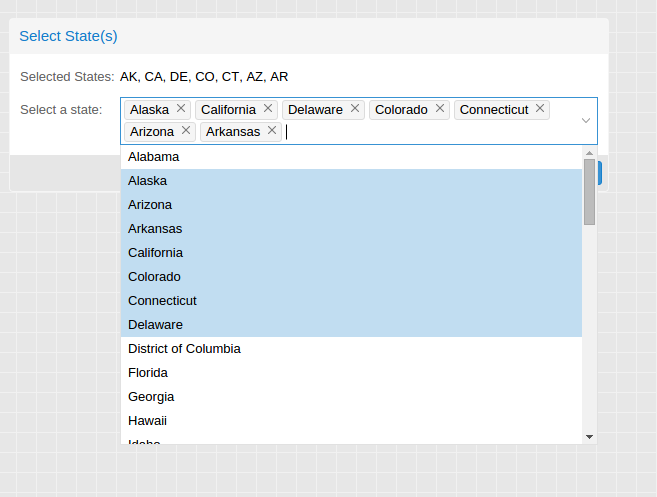 Select State(s)
Selected States: AK, CA, DE, CO, CT, AZ, AR
Select a state: Alaska California Delaware Colorado Connecticut
Arizona Arkansas
Alabama
Alaska
Arizona
Arkansas
California
Colorado
Connecticut
Delaware
District of Columbia
Florida
Georgia
Hawaii
Idaho